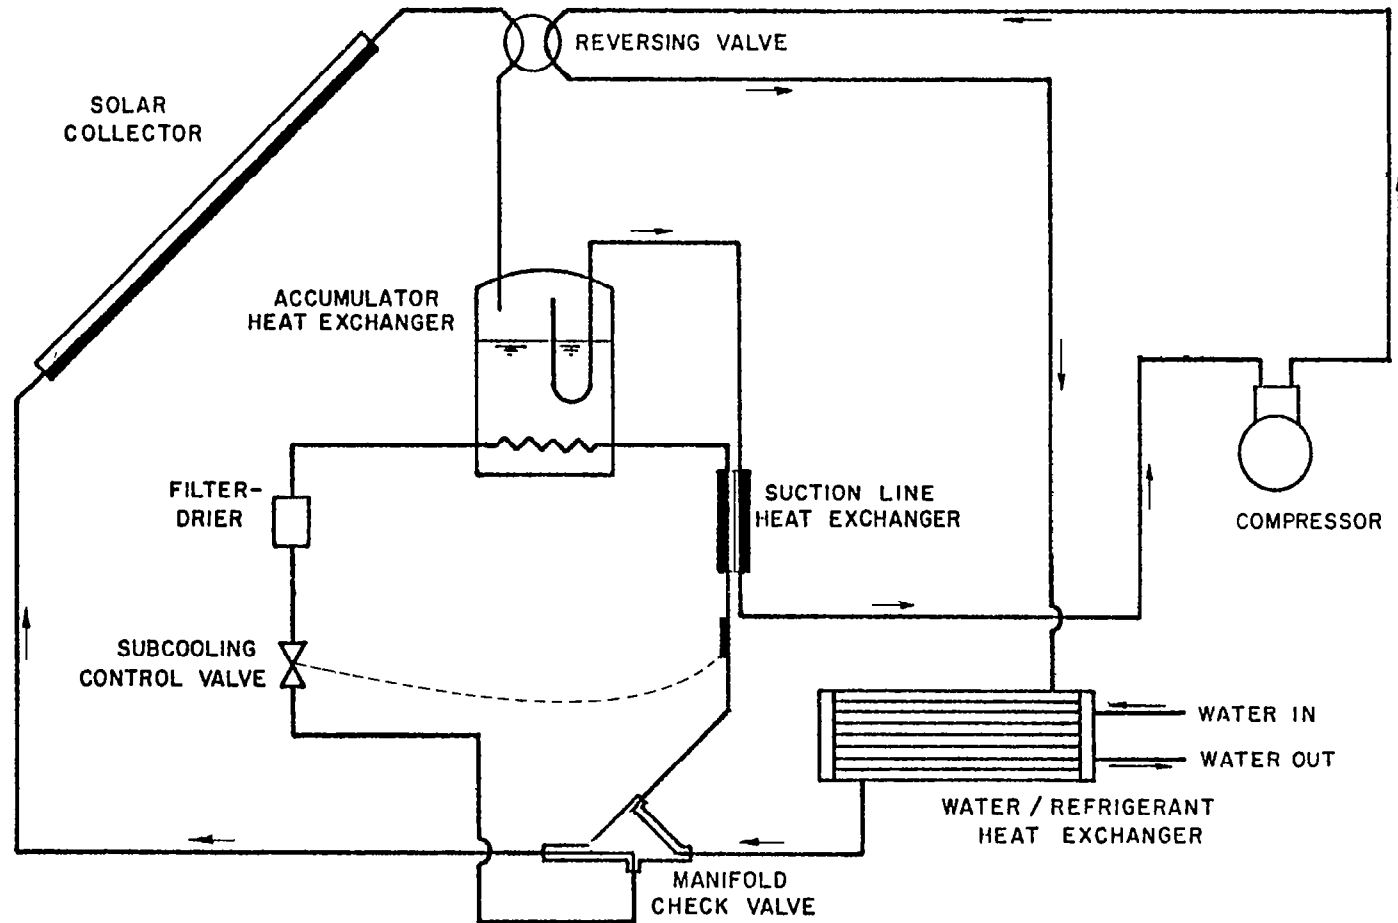 REVERSING VALVE
SOLAR
COLLECTOR
ACCUMULATOR
HEAT EXCHANGER
FILTER-
DRIER
SUCTION LINE
HEAT EXCHANGER
COMPRESSOR
SUBCOOLING
CONTROL VALVE
WATER IN
WATER OUT
WATER / REFRIGERANT
HEAT EXCHANGER
MANIFOLD
CHECK VALVE